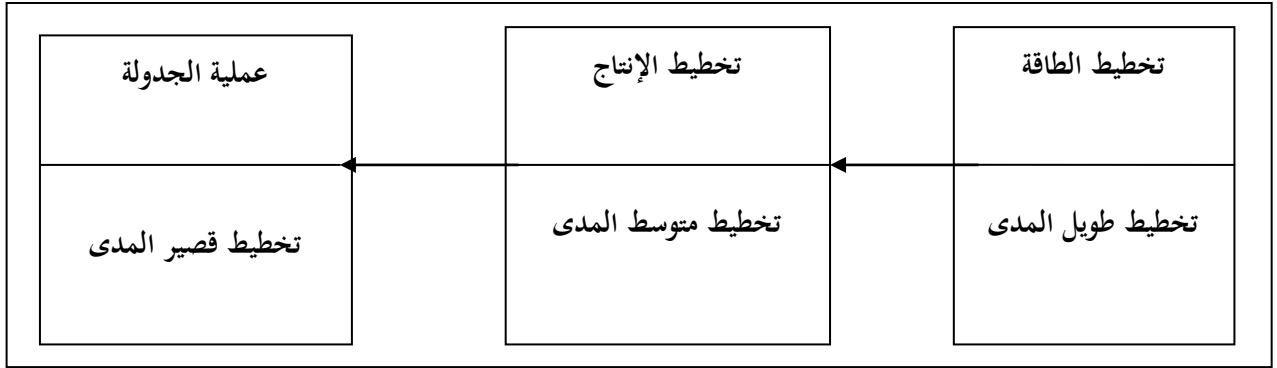 تخطيط الطاقة
تخطيط طويل المدى
تخطيط الإنتاج
تخطيط متوسط المدى
عملية الجدولة
تخطيط قصير المدى